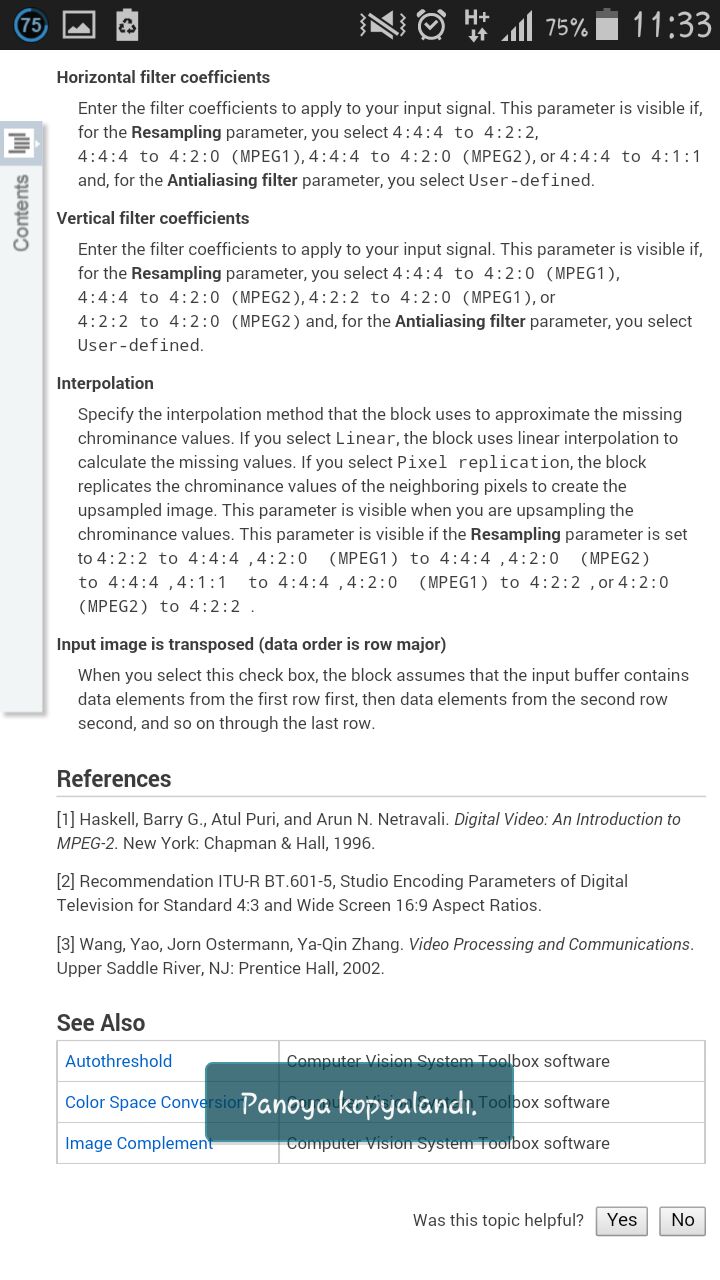 75 H+ 75% 11:33
Horizontal filter coefficients
Enter the filter coefficients to apply to your input signal. This parameter is visible if,
for the Resampling parameter, you select 4:4:4 to 4:2:2,
4:4:4 to 4:2:0 (MPEG1), 4:4:4 to 4:2:0 (MPEG2), or 4:4:4 to 4:1:1
and, for the Antialiasing filter parameter, you select User-defined.
Contents
Vertical filter coefficients
Enter the filter coefficients to apply to your input signal. This parameter is visible if,
for the Resampling parameter, you select 4:4:4 to 4:2:0 (MPEG1),
4:4:4 to 4:2:0 (MPEG2), 4:2:2 to 4:2:0 (MPEG1), or
4:2:2 to 4:2:0 (MPEG2) and, for the Antialiasing filter parameter, you select
User-defined.
Interpolation
Specify the interpolation method that the block uses to approximate the missing
chrominance values. If you select Linear, the block uses linear interpolation to
calculate the missing values. If you select Pixel replication, the block
replicates the chrominance values of the neighboring pixels to create the
upsampled image. This parameter is visible when you are upsampling the
chrominance values. This parameter is visible if the Resampling parameter is set
to 4:2:2 to 4:4:4 , 4:2:0 (MPEG1) to 4:4:4 , 4:2:0 (MPEG2)
to 4:4:4 , 4:1:1 to 4:4:4 , 4:2:0 (MPEG1) to 4:2:2 , or 4:2:0
(MPEG2) to 4:2:2 .
Input image is transposed (data order is row major)
When you select this check box, the block assumes that the input buffer contains
data elements from the first row first, then data elements from the second row
second, and so on through the last row.
References
[1] Haskell, Barry G., Atul Puri, and Arun N. Netravali. Digital Video: An Introduction to
MPEG-2. New York: Chapman & Hall, 1996.
[2] Recommendation ITU-R BT.601-5, Studio Encoding Parameters of Digital
Television for Standard 4:3 and Wide Screen 16:9 Aspect Ratios.
[3] Wang, Yao, Jorn Ostermann, Ya-Qin Zhang. Video Processing and Communications.
Upper Saddle River, NJ: Prentice Hall, 2002.
See Also
Autothreshold Computer Vision System Toolbox software
Color Space Conversion Computer Vision System Toolbox software
Panoya kopyalandı.
Image Complement Computer Vision System Toolbox software
Was this topic helpful? Yes No